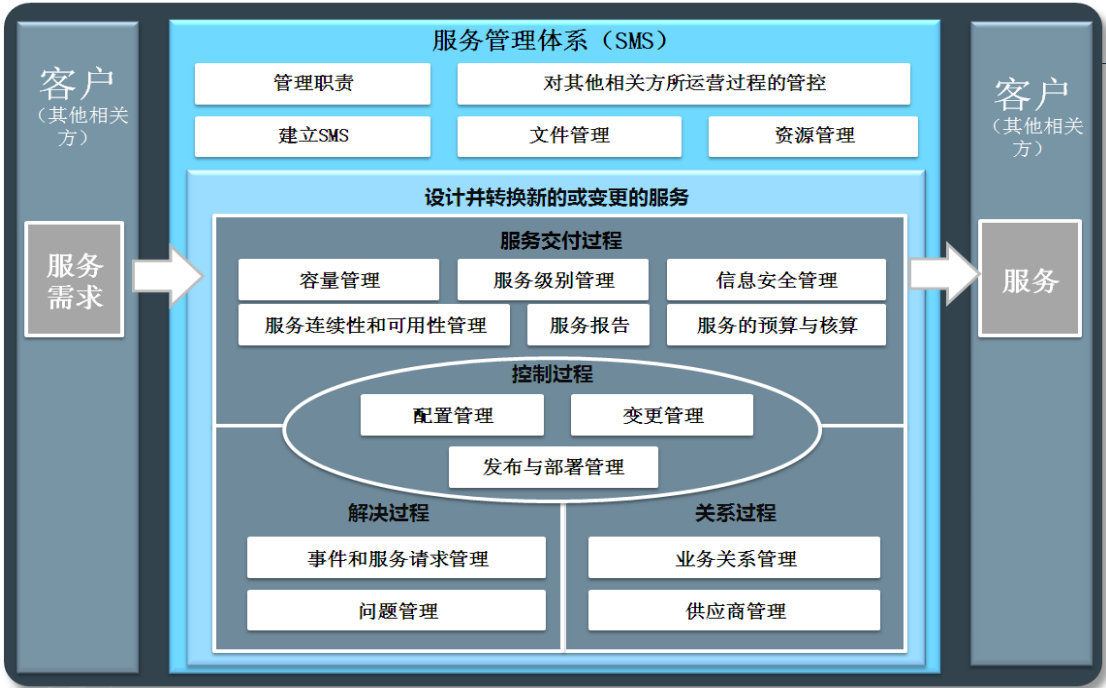 服务管理体系（SMS）
客户
（其他相关
方）
服务
需求
管理职责
对其他相关方所运营过程的管控
建立SMS
文件管理
资源管理
设计并转换新的或变更的服务
服务交付过程
容量管理
服务级别管理
信息安全管理
服务连续性和可用性管理
服务报告
服务的预算与核算
控制过程
配置管理
变更管理
发布与部署管理
解决过程
事件和服务请求管理
问题管理
关系过程
业务关系管理
供应商管理
客户
（其他相关
方）
服务